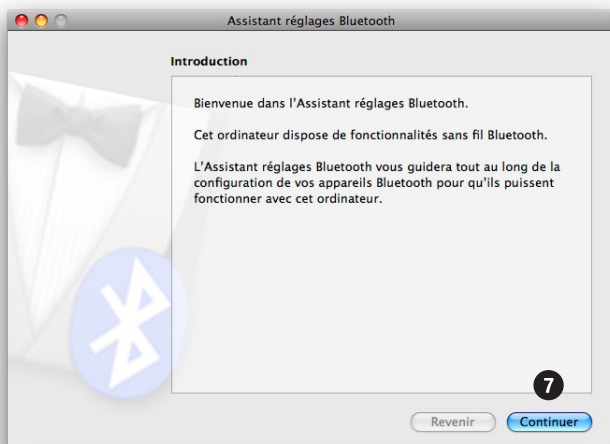 Assistant réglages Bluetooth
Introduction
Bienvenue dans l'Assistant réglages Bluetooth.
Cet ordinateur dispose de fonctionnalités sans fil Bluetooth.
L'Assistant réglages Bluetooth vous guidera tout au long de la
configuration de vos appareils Bluetooth pour qu'ils puissent
fonctionner avec cet ordinateur.
7
Revenir
Continuer